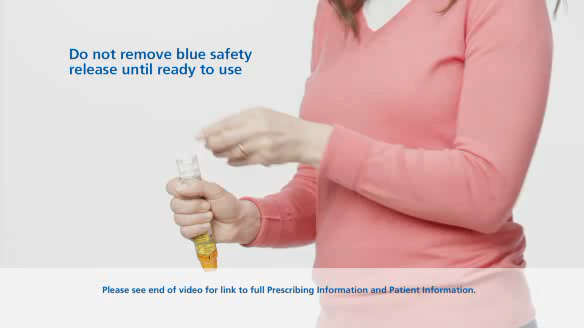 Do not remove blue safety
release until ready to use
Please see end of video for link to full Prescribing Information and Patient Information.